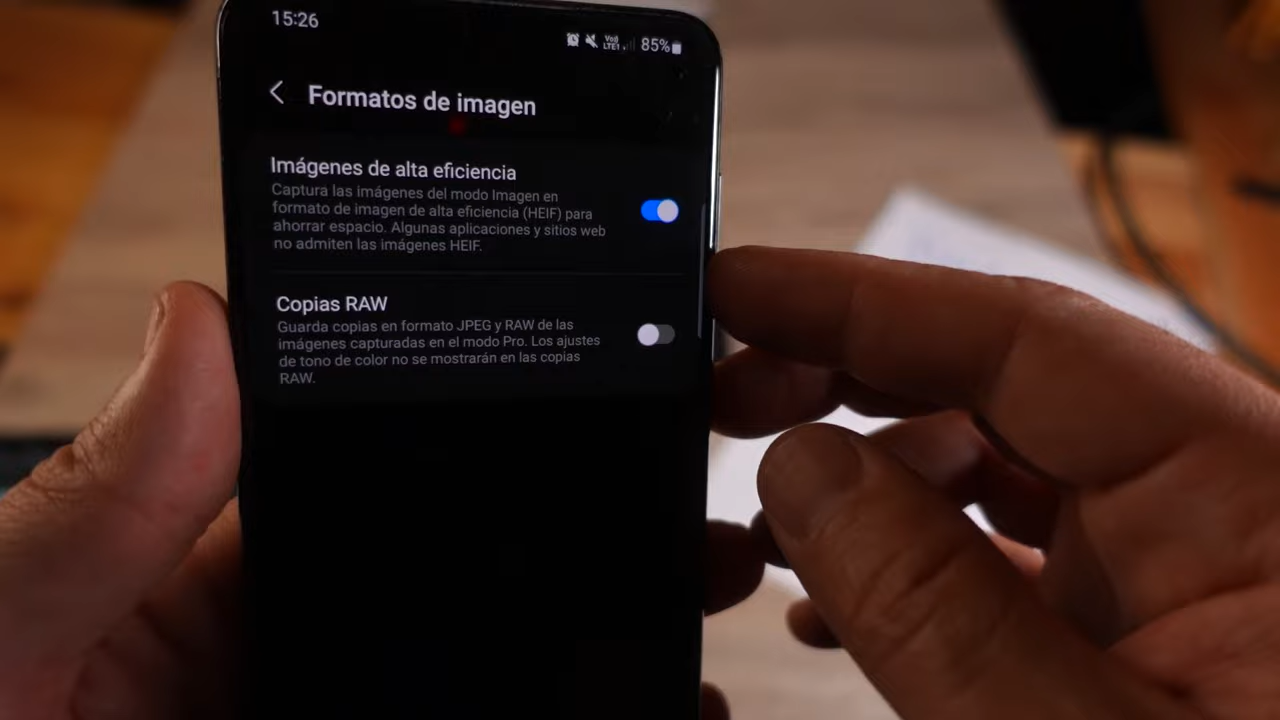 15:26
Vo)) LTE1 85%
Formatos de imagen
Imágenes de alta eficiencia
Captura las imágenes del modo Imagen en
formato de imagen de alta eficiencia (HEIF) para
ahorrar espacio. Algunas aplicaciones y sitios web
no admiten las imágenes HEIF.
Copias RAW
Guarda copias en formato JPEG y RAW de las
imágenes capturadas en el modo Pro. Los ajustes
de tono de color no se mostrarán en las copias
RAW.